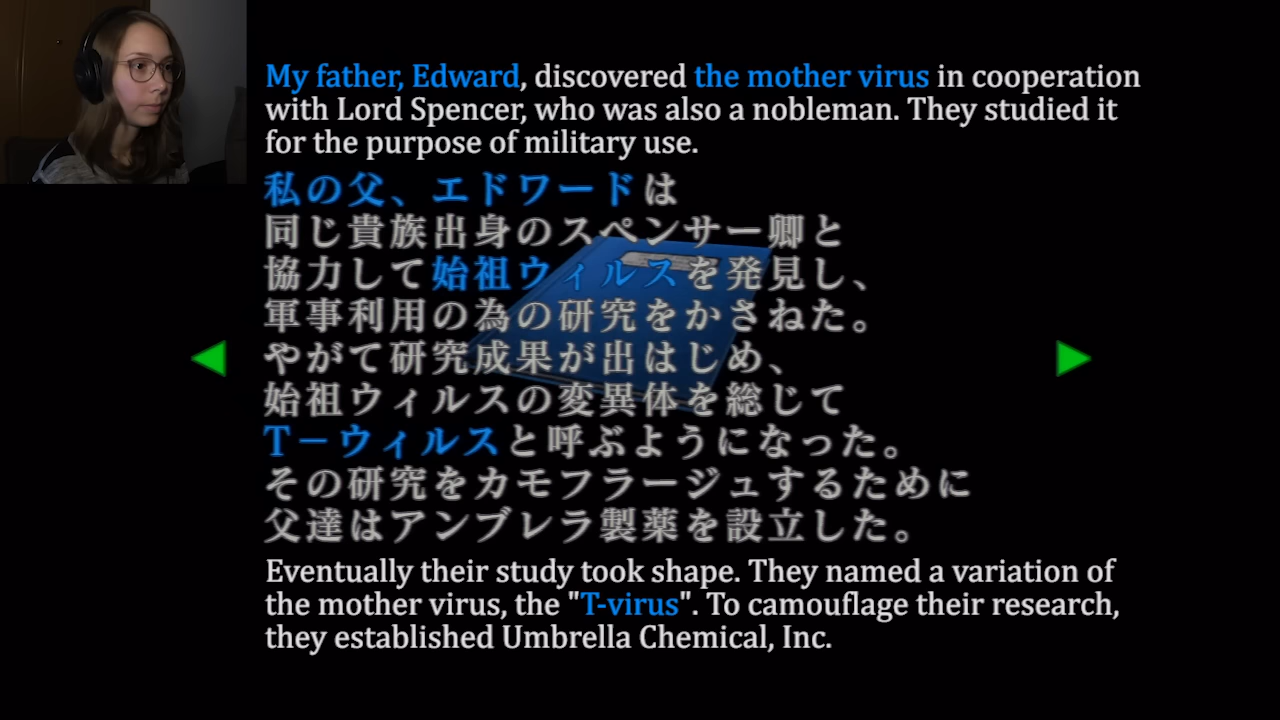 My father, Edward, discovered the mother virus in cooperation
with Lord Spencer, who was also a nobleman. They studied it
for the purpose of military use.
私の父、エドワードは
同じ貴族出身のスペンサー卿と
協力して始祖ウィルスを発見し、
軍事利用の為の研究をかさねた。
やがて研究成果が出はじめ、
始祖ウィルスの変異体を総じて
T－ウィルスと呼ぶようになった。
その研究をカモフラージュするために
父達はアンブレラ製薬を設立した。
Eventually their study took shape. They named a variation of
the mother virus, the "T-virus". To camouflage their research,
they established Umbrella Chemical, Inc.